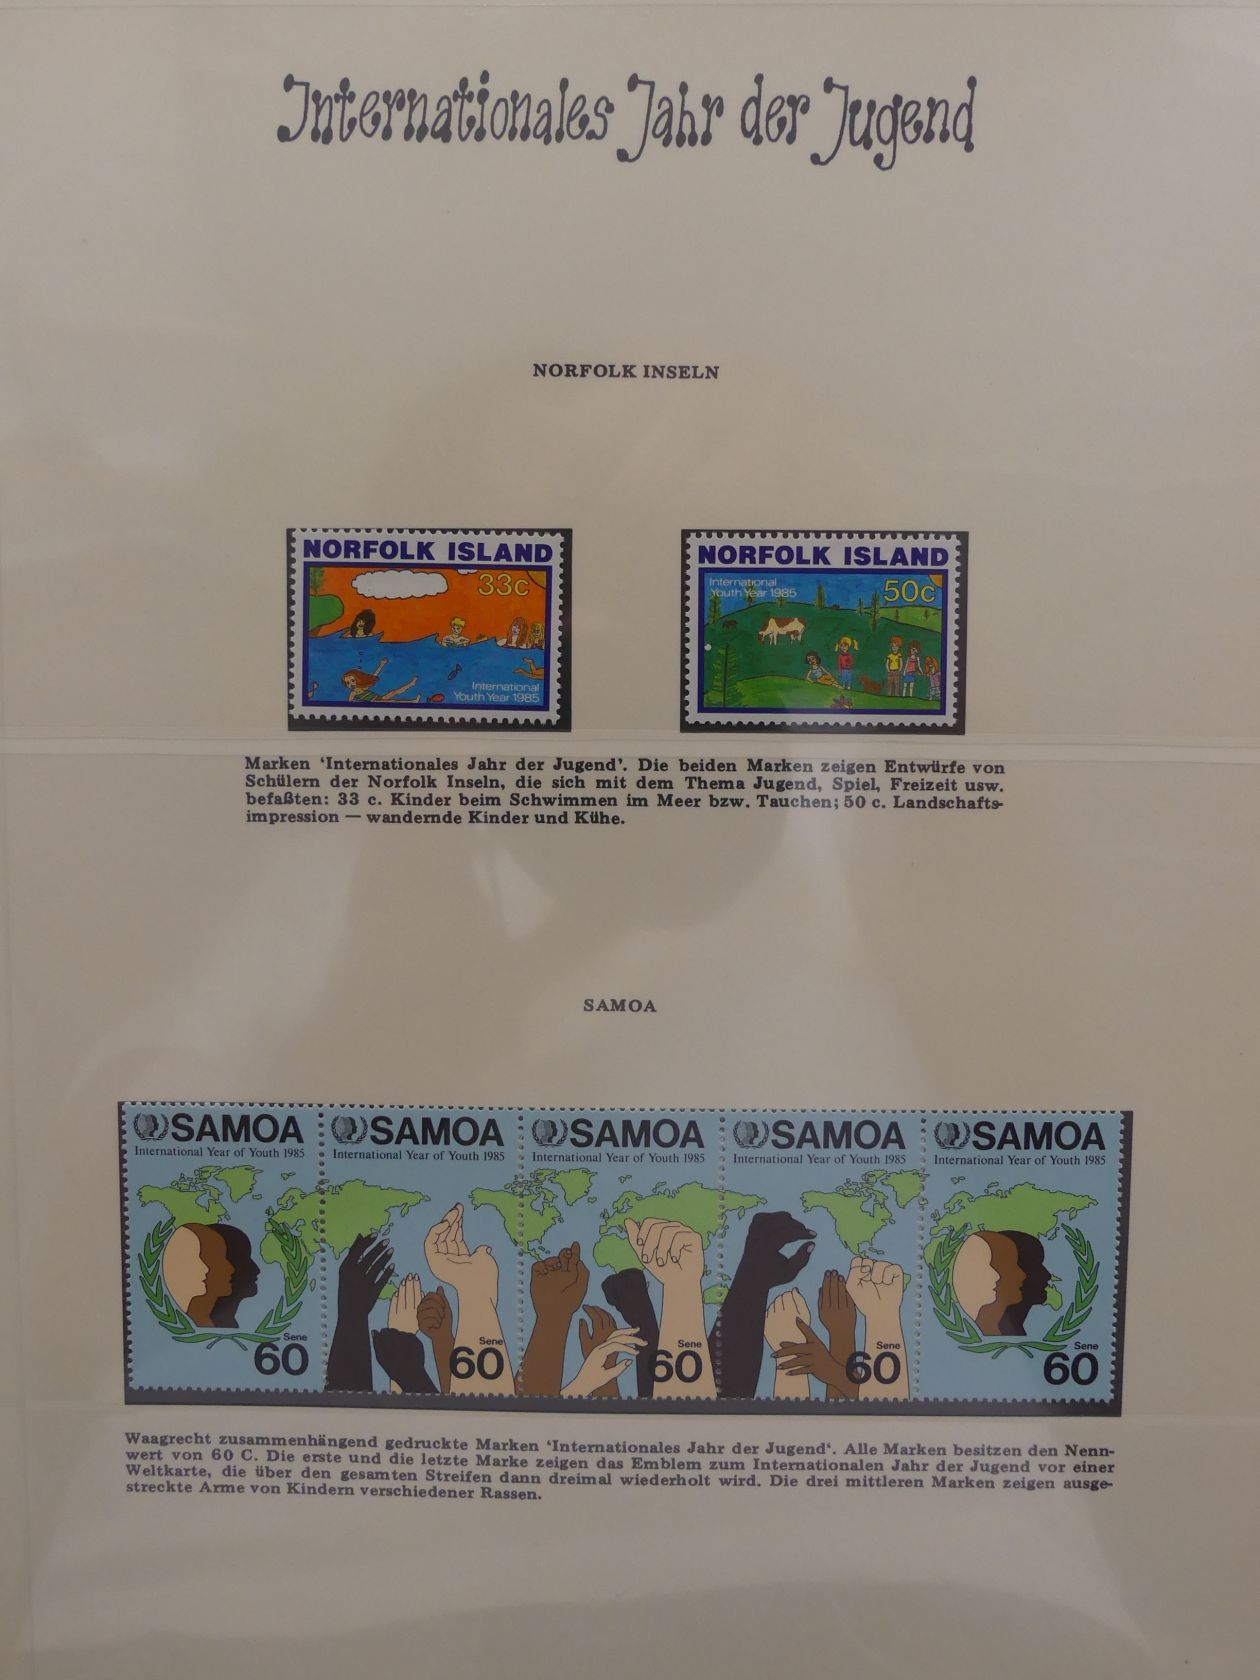 Internationales Jahr der Jugend
NORFOLK INSELN
NORFOLK ISLAND
33c
International
Youth Year 1985
NORFOLK ISLAND
International
Youth Year 1985
50c
Marken ‘Internationales Jahr der Jugend’. Die beiden Marken zeigen Entwürfe von
Schülern der Norfolk Inseln, die sich mit dem Thema Jugend, Spiel, Freizeit usw.
befaßten: 33 c. Kinder beim Schwimmen im Meer bzw. Tauchen; 50 c. Landschafts-
impression — wandernde Kinder und Kühe.
SAMOA
SAMOA
International Year of Youth 1985
Sene
60
SAMOA
International Year of Youth 1985
Sene
60
SAMOA
International Year of Youth 1985
Sene
60
SAMOA
International Year of Youth 1985
Sene
60
SAMOA
International Year of Youth 1985
Sene
60
Waagrecht zusammenhängend gedruckte Marken ‘Internationales Jahr der Jugend‘. Alle Marken besitzen den Nenn-
wert von 60 C. Die erste und die letzte Marke zeigen das Emblem zum Internationalen Jahr der Jugend vor einer
Weltkarte, die über den gesamten Streifen dann dreimal wiederholt wird. Die drei mittleren Marken zeigen ausge-
streckte Arme von Kindern verschiedener Rassen.